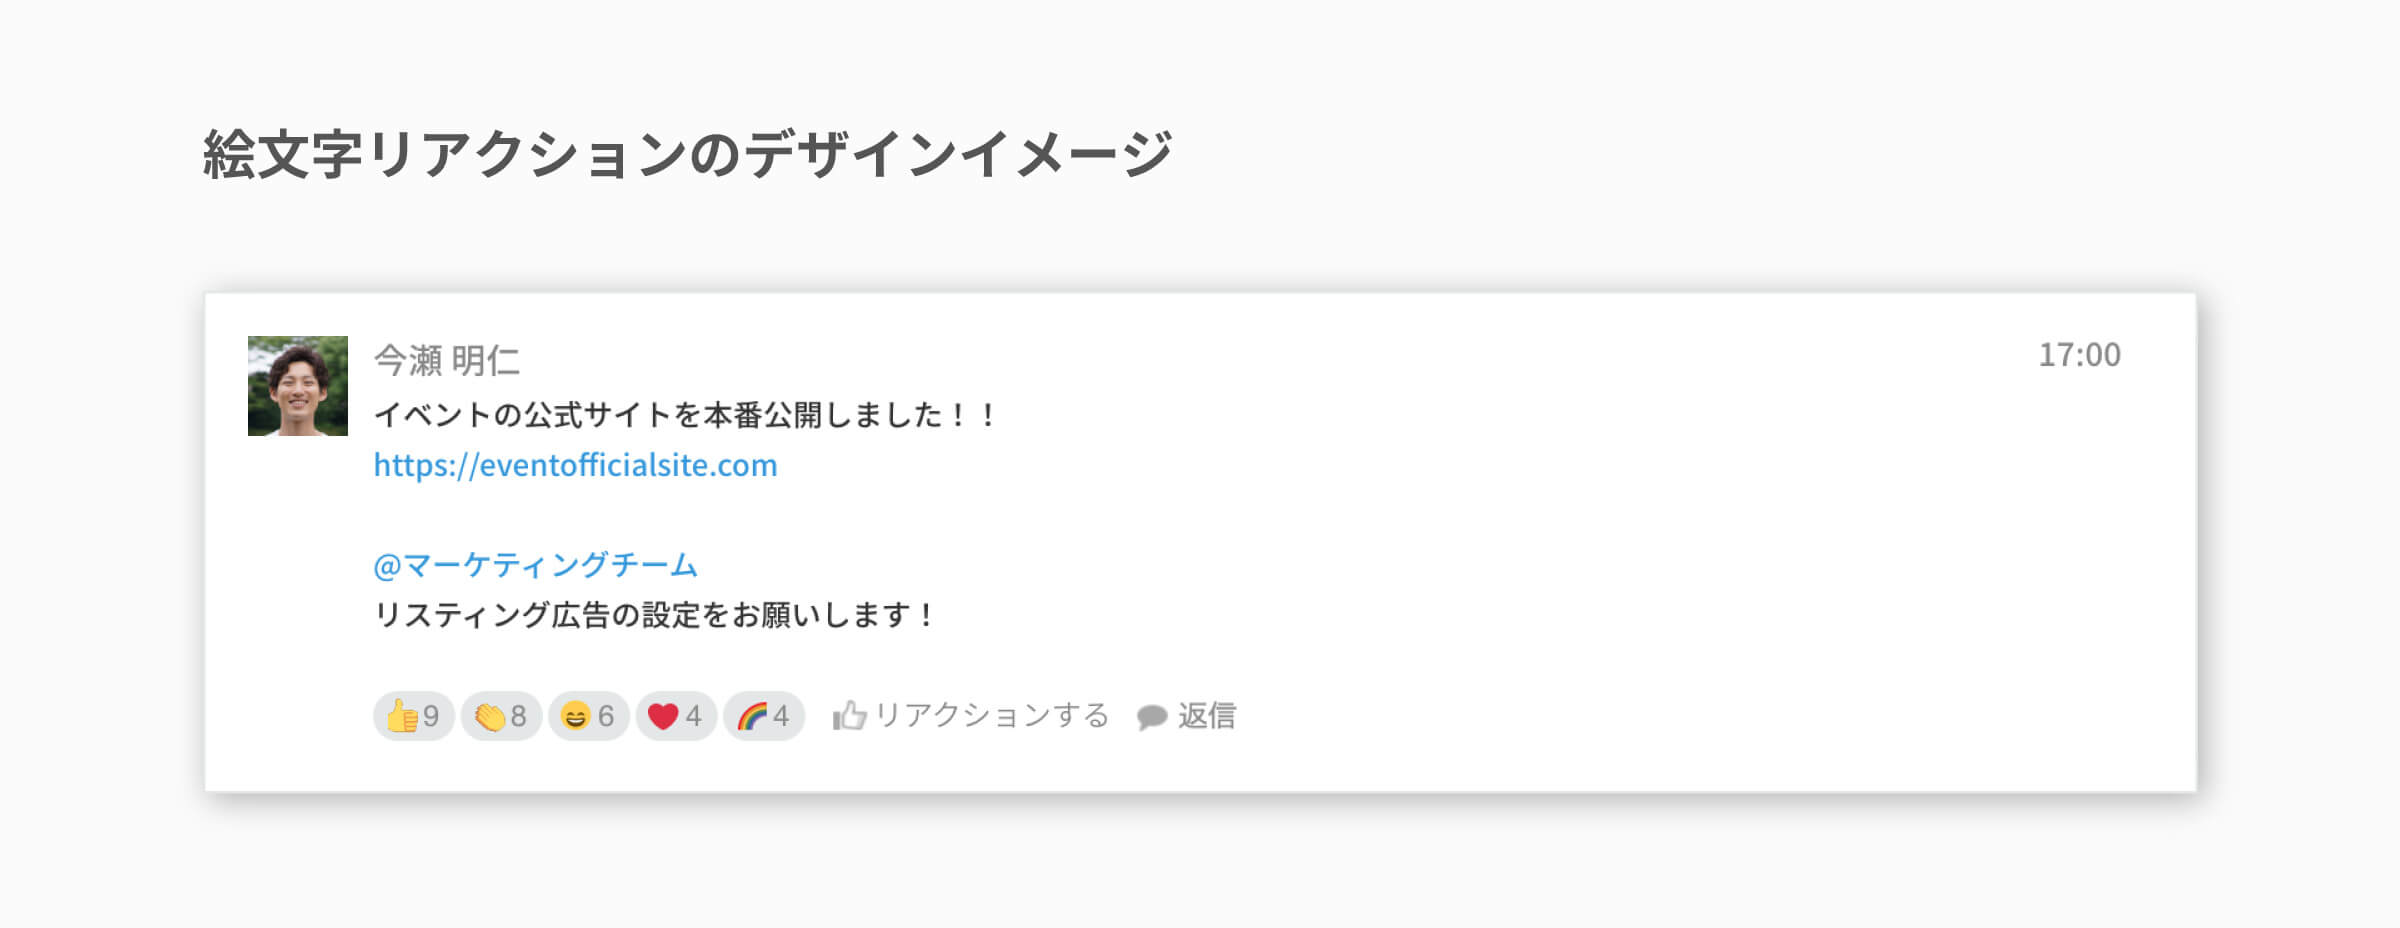 絵文字リアクションのデザインイメージ
今瀬 明仁
17:00
イベントの公式サイトを本番公開しました！！
https://eventofficialsite.com
@マーケティングチーム
リスティング広告の設定をお願いします！
👍9 👏8 😄6 ❤4 🌈4 リアクションする 返信